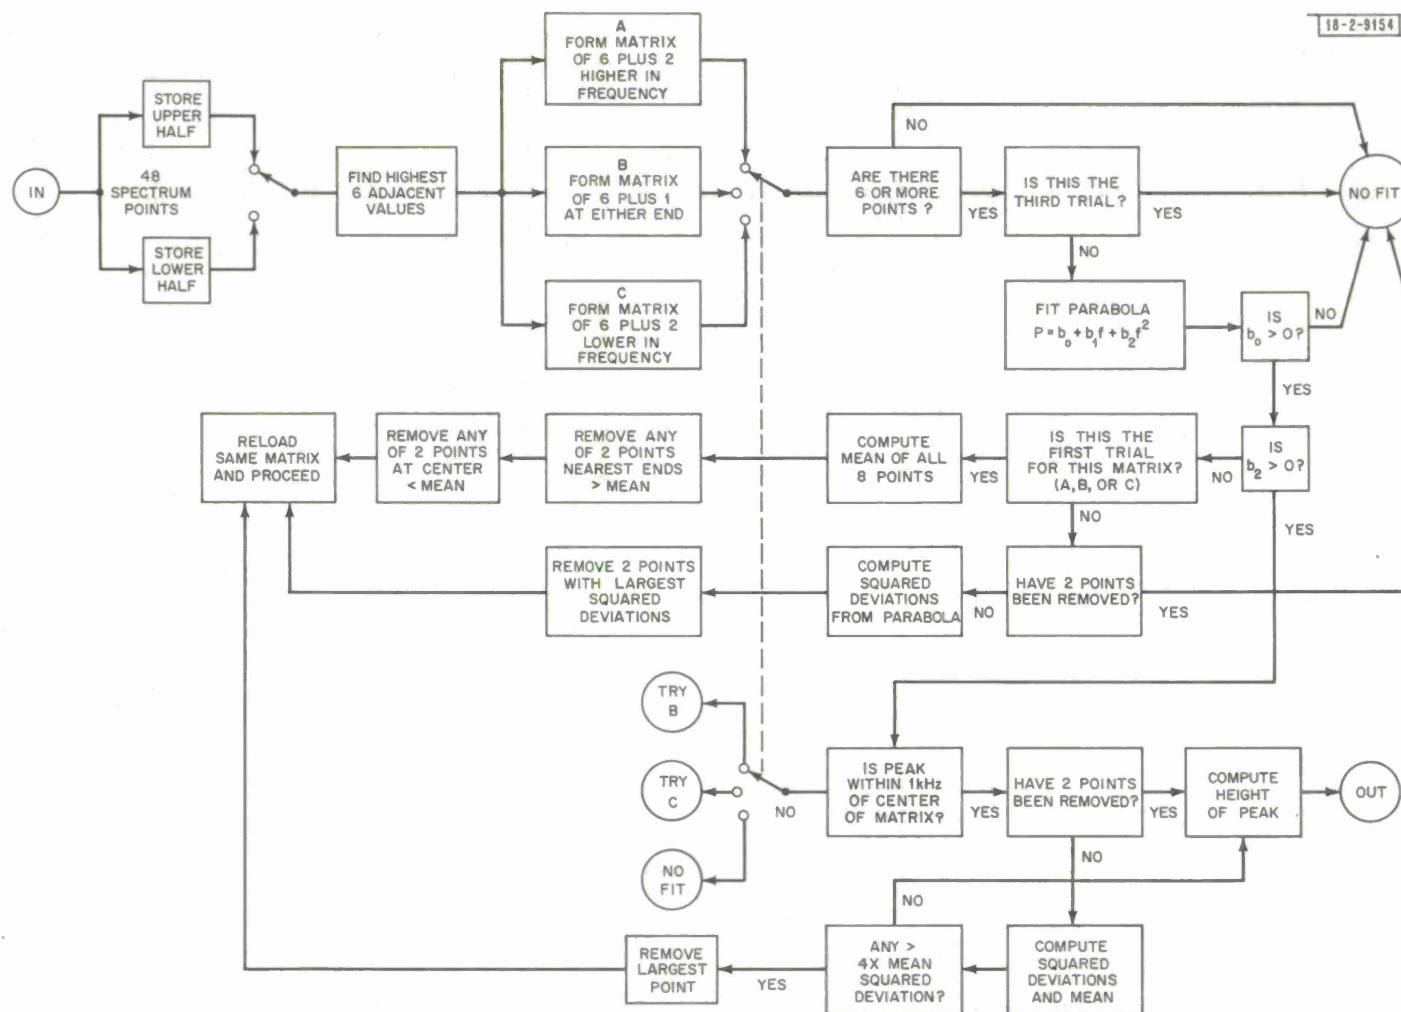 18-2-9154
IN
STORE
UPPER
HALF
48
SPECTRUM
POINTS
STORE
LOWER
HALF
FIND HIGHEST
6 ADJACENT
VALUES
A
FORM MATRIX
OF 6 PLUS 2
HIGHER IN
FREQUENCY
B
FORM MATRIX
OF 6 PLUS 1
AT EITHER END
C
FORM MATRIX
OF 6 PLUS 2
LOWER IN
FREQUENCY
ARE THERE
6 OR MORE
POINTS ?
NO
YES
IS THIS THE
THIRD TRIAL?
YES
NO
NO FIT
FIT PARABOLA
P = b₀ + b₁f + b₂f²
IS
b₀ > 0?
NO
YES
IS
b₂ > 0?
NO
YES
IS THIS THE
FIRST TRIAL
FOR THIS MATRIX?
(A, B, OR C)
YES
NO
COMPUTE
MEAN OF ALL
8 POINTS
REMOVE ANY
OF 2 POINTS
NEAREST ENDS
> MEAN
REMOVE ANY
OF 2 POINTS
AT CENTER
< MEAN
RELOAD
SAME MATRIX
AND PROCEED
HAVE 2 POINTS
BEEN REMOVED?
YES
NO
COMPUTE
SQUARED
DEVIATIONS
FROM PARABOLA
REMOVE 2 POINTS
WITH LARGEST
SQUARED
DEVIATIONS
TRY
B
TRY
C
NO
FIT
NO
IS PEAK
WITHIN 1kHz
OF CENTER
OF MATRIX?
YES
HAVE 2 POINTS
BEEN REMOVED?
YES
NO
COMPUTE
HEIGHT
OF PEAK
OUT
COMPUTE
SQUARED
DEVIATIONS
AND MEAN
ANY >
4X MEAN
SQUARED
DEVIATION?
NO
YES
REMOVE
LARGEST
POINT